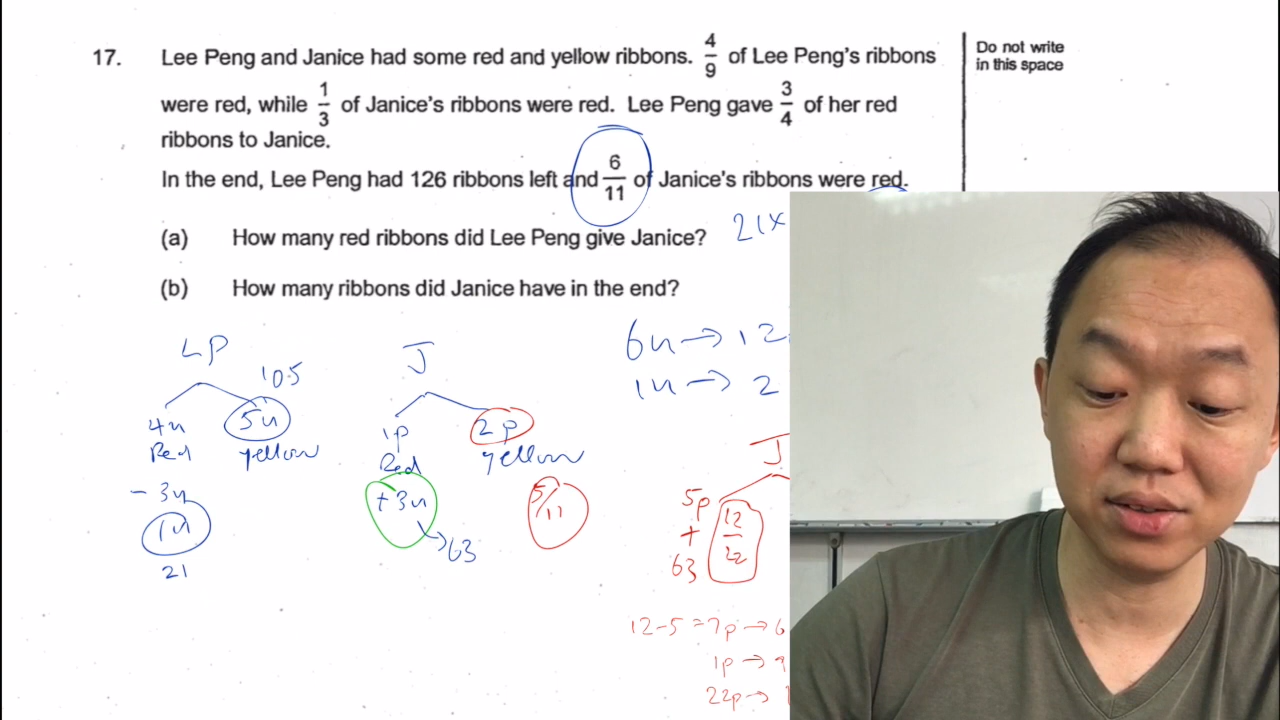 17. Lee Peng and Janice had some red and yellow ribbons. 4/9 of Lee Peng's ribbons
were red, while 1/3 of Janice's ribbons were red. Lee Peng gave 3/4 of her red
ribbons to Janice.
In the end, Lee Peng had 126 ribbons left and 6/11 of Janice's ribbons were red.
(a) How many red ribbons did Lee Peng give Janice?
(b) How many ribbons did Janice have in the end?
Do not write
in this space
21x
LP
105
4u
5u
Red
yellow
- 3u
1u
21
J
1p
2p
Red
yellow
+3u
63
5/11
6u → 12
1u → 2
J
5p
+
63
12/22
12-5=7p → 6
1p → 9
22p → 1